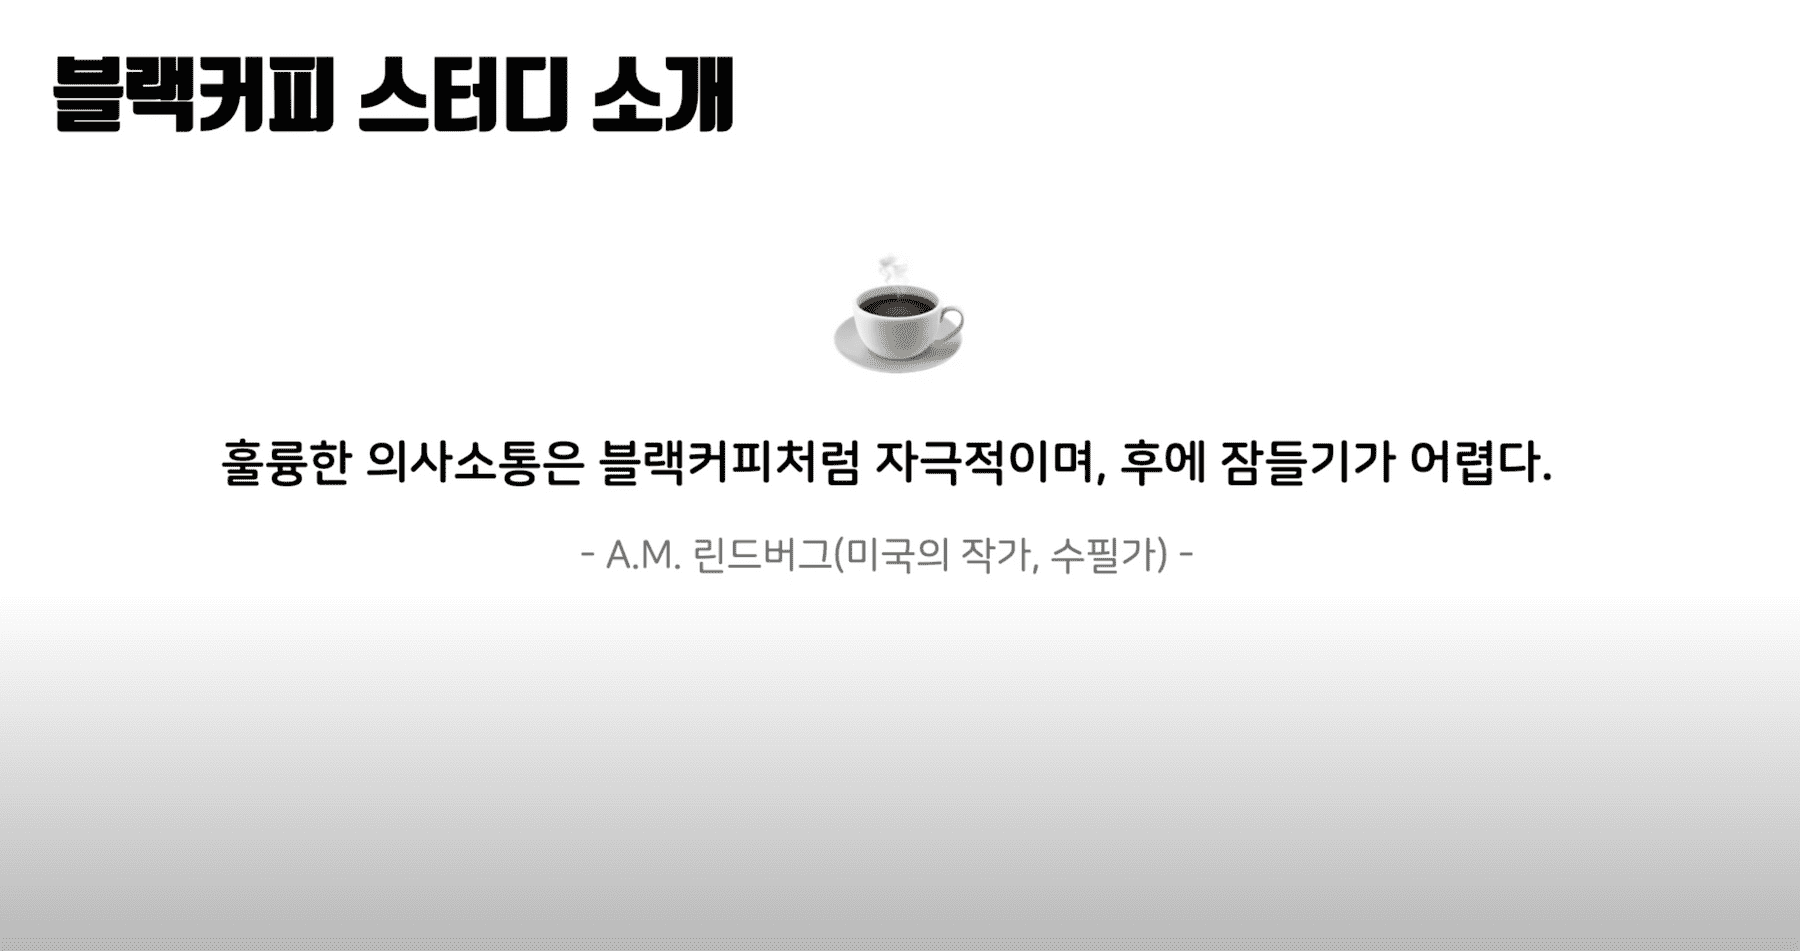 블랙커피 스터디 소개
훌륭한 의사소통은 블랙커피처럼 자극적이며, 후에 잠들기가 어렵다.
- A.M. 린드버그(미국의 작가, 수필가) -